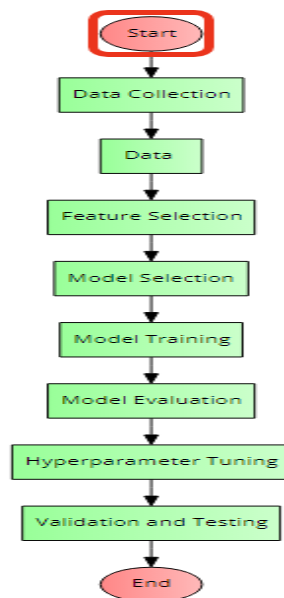 Start
Data Collection
Data
Feature Selection
Model Selection
Model Training
Model Evaluation
Hyperparameter Tuning
Validation and Testing
End